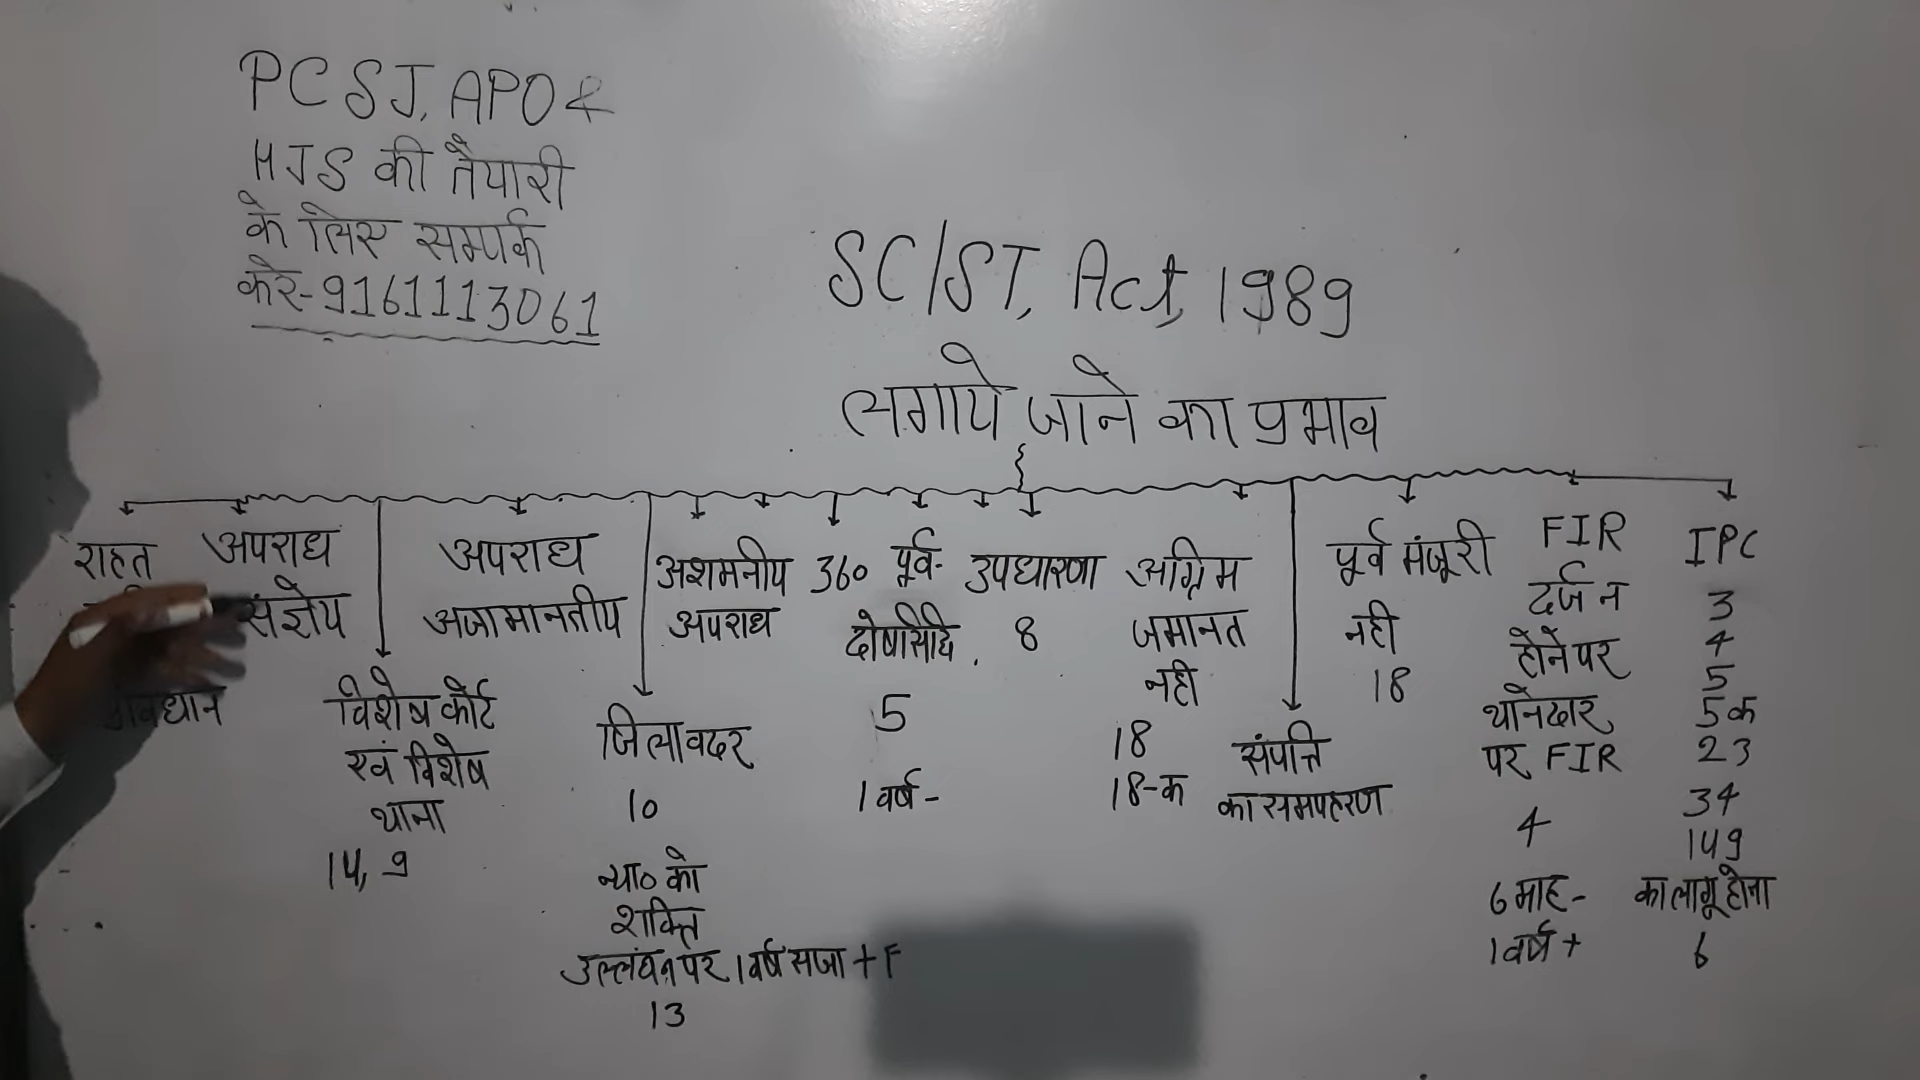 PCSJ, APO &
HJS की तैयारी
के लिए सम्पर्क
करे-9161113061
SC/ST, Act, 1989
लगाये जाने का प्रभाव
राहत
प्रावधान
अपराध
संज्ञेय
विशेष कोर्ट
एवं विशेष
थाना
14, 9
अपराध
अजामानतीय
जिलावदर
10
न्या० को
शक्ति
उल्लंघन पर 1 वर्ष सजा + F
13
अशमनीय
अपराध
360 पूर्व-
दोषसिद्धि
5
1 वर्ष-
उपधारणा
8
अग्रिम
जमानत
नही
18
18-क
संपत्ति
का समपहरण
पूर्व मंजूरी
नही
18
FIR
दर्ज न
होने पर
थानेदार
पर FIR
4
6 माह-
1 वर्ष +
IPC
3
4
5
5क
23
34
149
का लागू होना
6